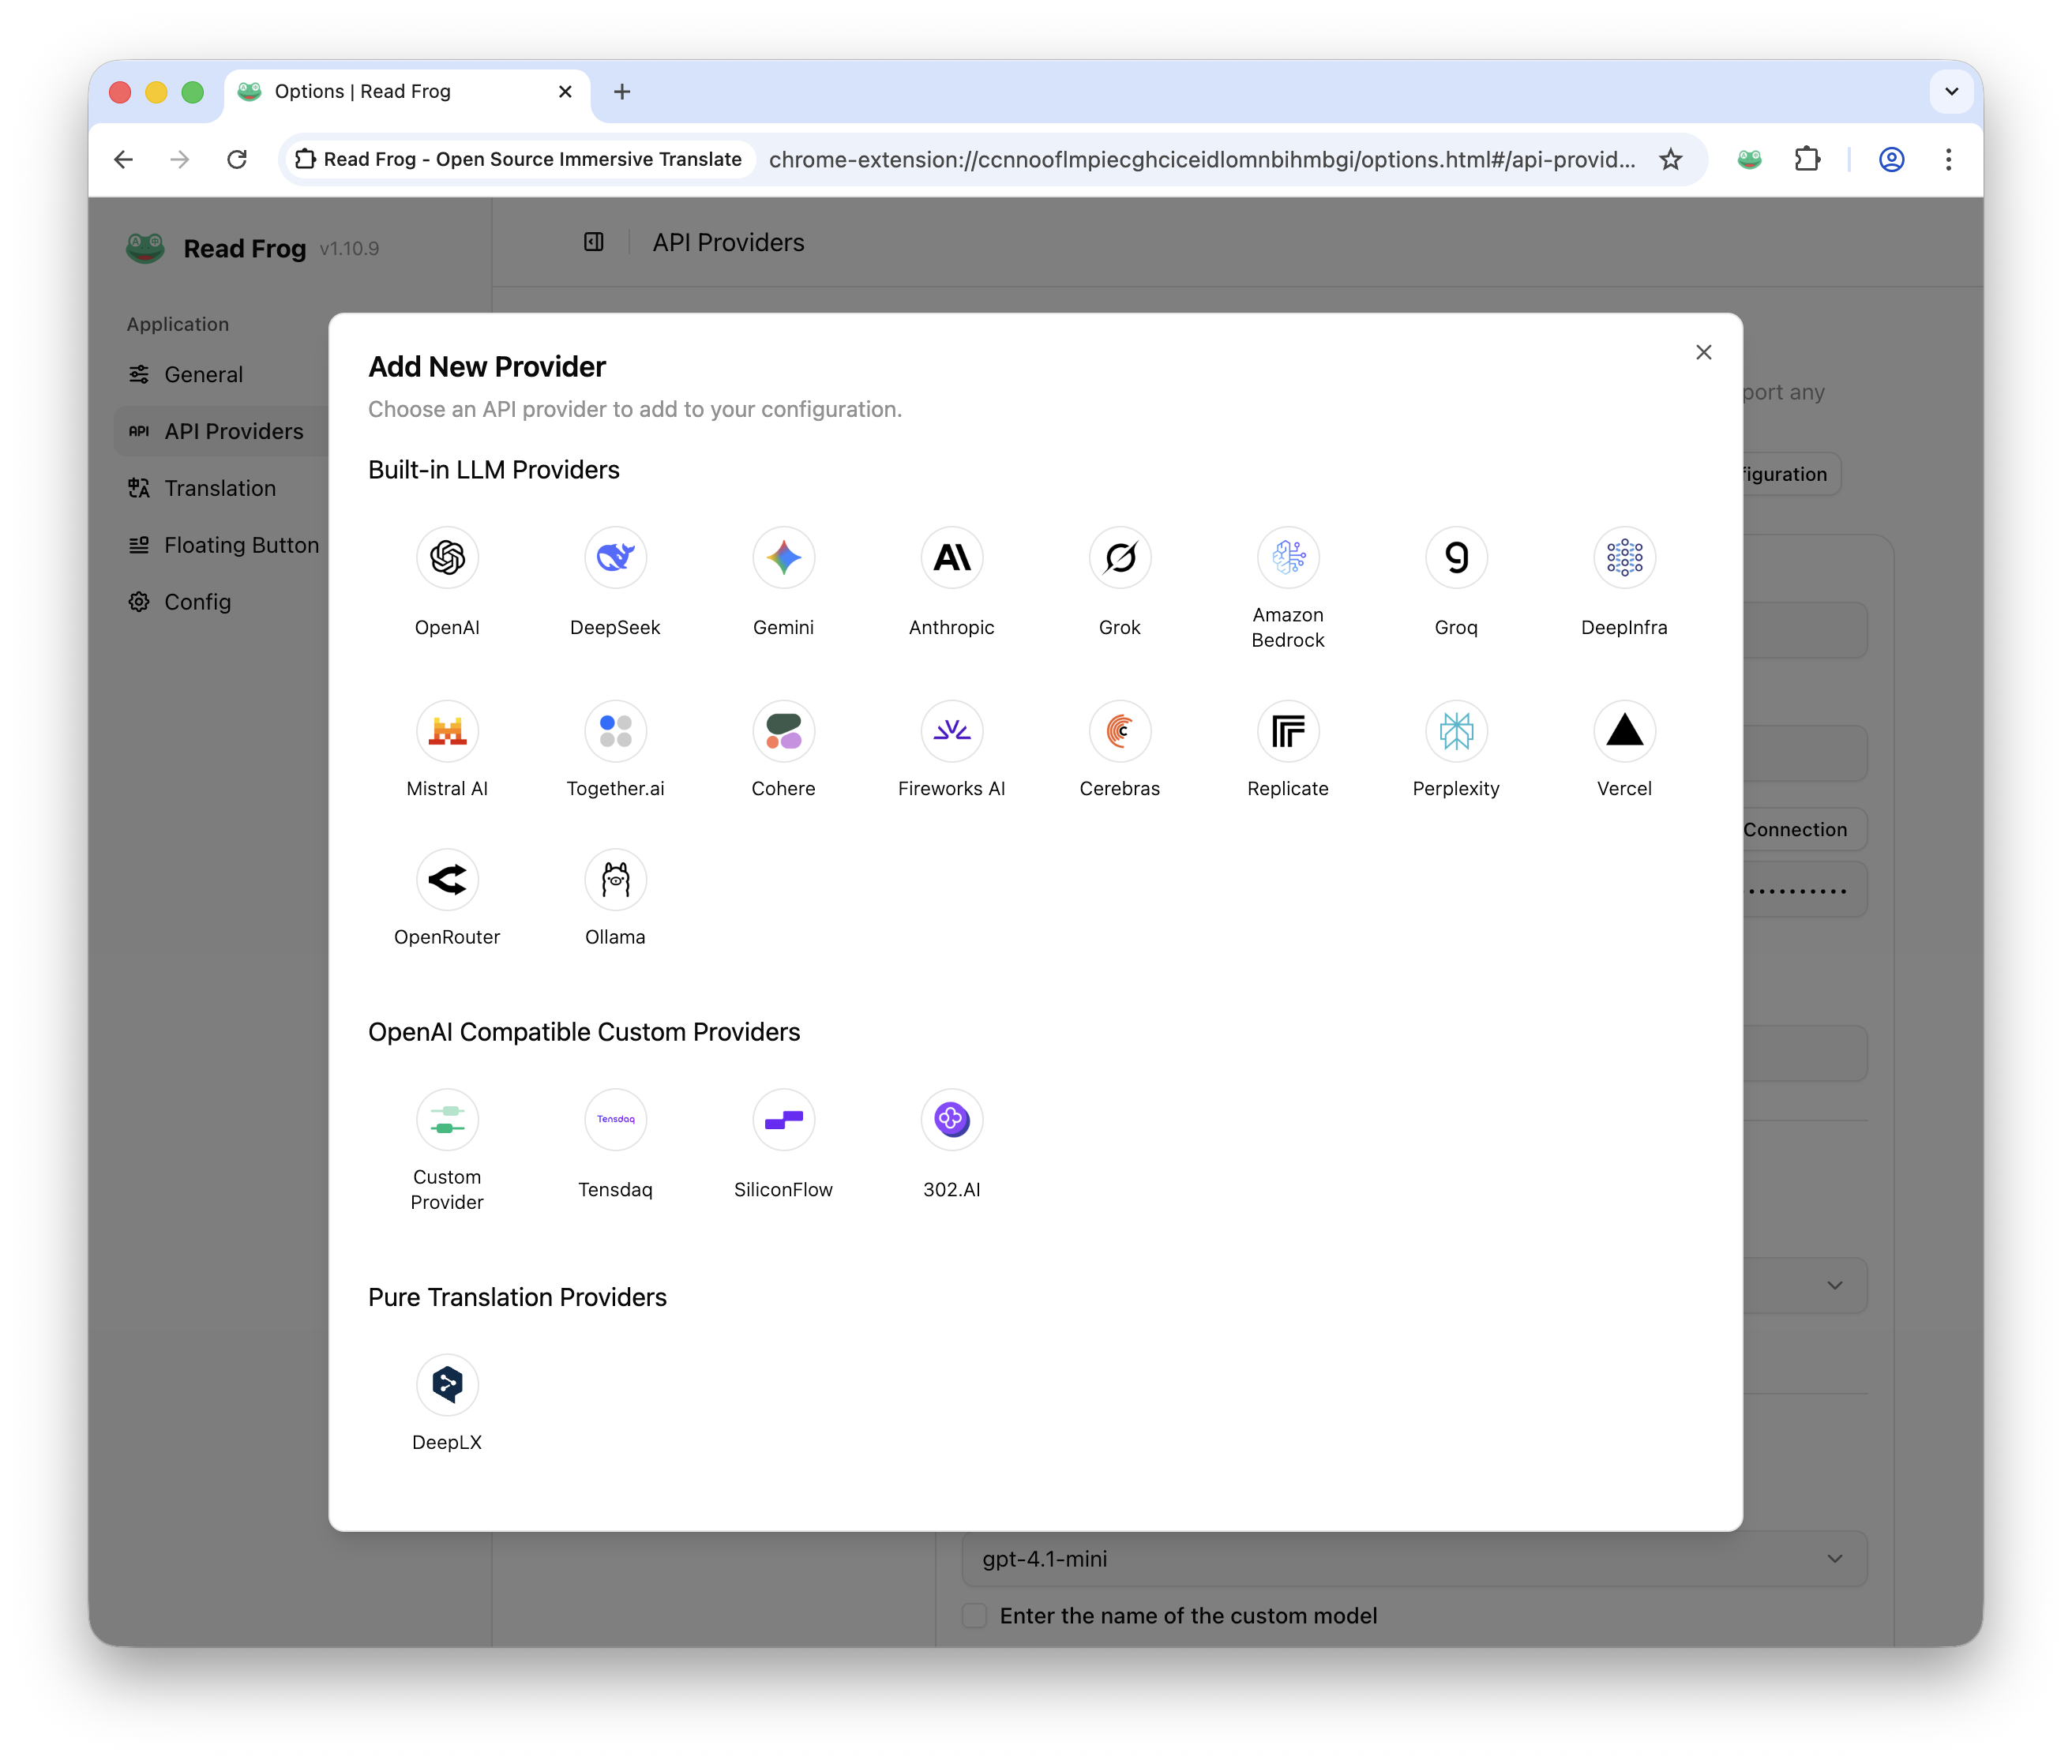 Options | Read Frog
Read Frog - Open Source Immersive Translate
chrome-extension://ccnnooflmpiecghciceidlomnbihmbgi/options.html#/api-provid...
Read Frog v1.10.9
API Providers
Application
General
API Providers
Translation
Floating Button
Config
port any
figuration
Connection
Add New Provider
Choose an API provider to add to your configuration.
Built-in LLM Providers
OpenAI
DeepSeek
Gemini
Anthropic
Grok
Amazon
Bedrock
Groq
DeepInfra
Mistral AI
Together.ai
Cohere
Fireworks AI
Cerebras
Replicate
Perplexity
Vercel
OpenRouter
Ollama
OpenAI Compatible Custom Providers
Custom
Provider
Tensdaq
Tensdaq
SiliconFlow
302.AI
Pure Translation Providers
DeepLX
gpt-4.1-mini
Enter the name of the custom model